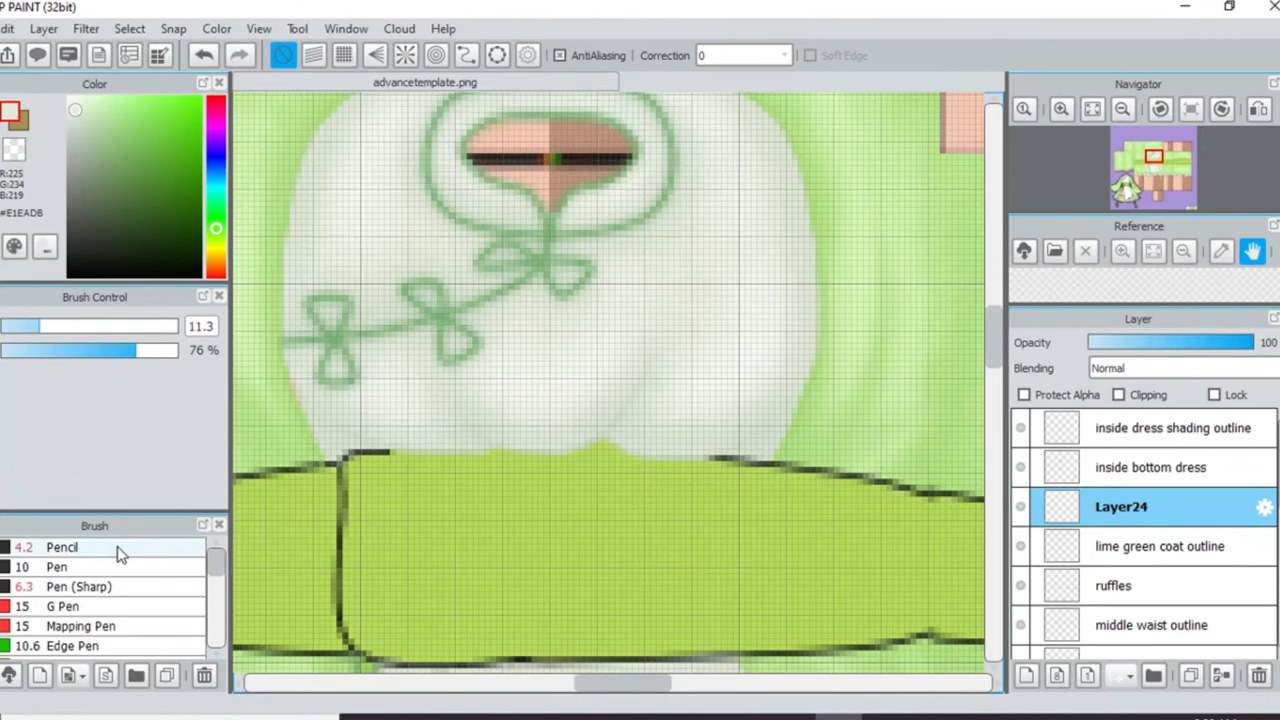 P PAINT (32bit)
dit Layer Filter Select Snap Color View Tool Window Cloud Help
AntiAliasing Correction 0 Soft Edge
Color
advancetemplate.png
Navigator
R:225
G:234
B:219
#E1EADB
Reference
Brush Control
11.3
76 %
Layer
Opacity 100
Blending Normal
Protect Alpha Clipping Lock
inside dress shading outline
inside bottom dress
Layer24
lime green coat outline
ruffles
middle waist outline
Brush
4.2 Pencil
10 Pen
6.3 Pen (Sharp)
15 G Pen
15 Mapping Pen
10.6 Edge Pen